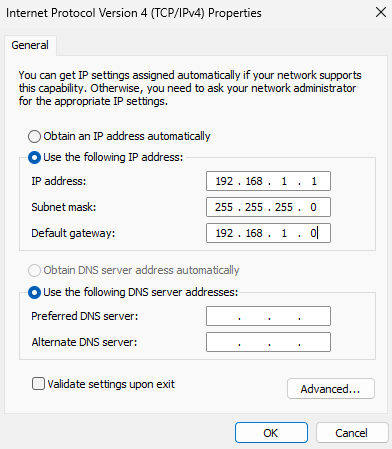 Internet Protocol Version 4 (TCP/IPv4) Properties
General
You can get IP settings assigned automatically if your network supports
this capability. Otherwise, you need to ask your network administrator
for the appropriate IP settings.
Obtain an IP address automatically
Use the following IP address:
IP address: 192 . 168 . 1 . 1
Subnet mask: 255 . 255 . 255 . 0
Default gateway: 192 . 168 . 1 . 0
Obtain DNS server address automatically
Use the following DNS server addresses:
Preferred DNS server: . . .
Alternate DNS server: . . .
Validate settings upon exit
Advanced...
OK Cancel